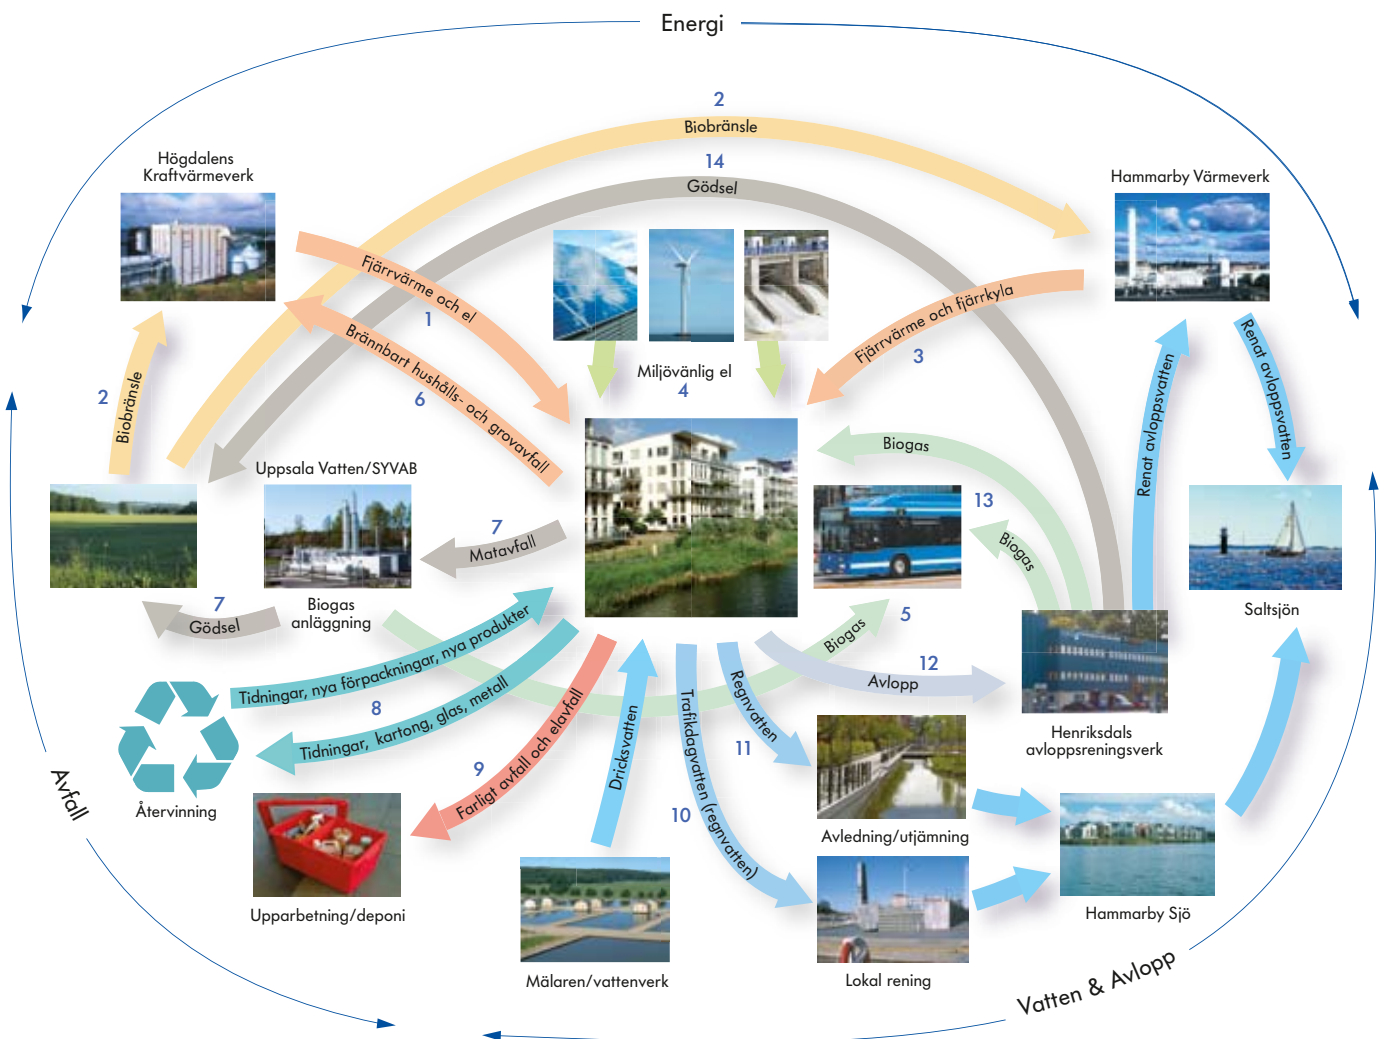 Energi
2
Biobränsle
14
Gödsel
Högdalens
Kraftvärmeverk
Hammarby Värmeverk
Fjärrvärme och el
1
Brännbart hushålls- och grovavfall
6
Fjärrvärme och fjärrkyla
3
Miljövänlig el
4
2
Biobränsle
Renat avloppsvatten
Renat avloppsvatten
Uppsala Vatten/SYVAB
Biogas
13
Biogas
7
Matavfall
7
Gödsel
Biogas
anläggning
5
Biogas
Saltsjön
12
Avlopp
Tidningar, nya förpackningar, nya produkter
8
Tidningar, kartong, glas, metall
Återvinning
9
Farligt avfall och elavfall
Dricksvatten
10
Trafikdagvatten (regnvatten)
Regnvatten
11
Henriksdals
avloppsreningsverk
Avledning/utjämning
Avfall
Upparbetning/deponi
Hammarby Sjö
Mälaren/vattenverk
Lokal rening
Vatten & Avlopp